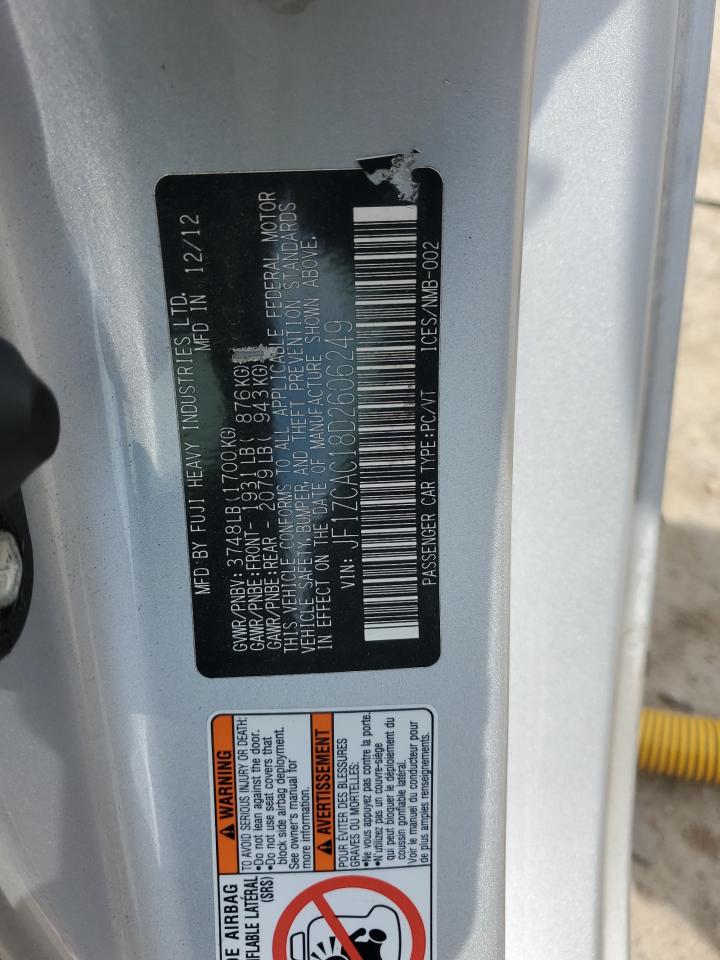 MFD BY FUJI HEAVY INDUSTRIES LTD.
MFD IN 12/12
GVWR/PNBV: 3748LB(1700KG)
GAWR/PNBE:FRONT- 1931LB( 876KG)
GAWR/PNBE:REAR - 2079LB( 943KG)
THIS VEHICLE CONFORMS TO ALL APPLICABLE FEDERAL MOTOR
VEHICLE SAFETY, BUMPER, AND THEFT PREVENTION STANDARDS
IN EFFECT ON THE DATE OF MANUFACTURE SHOWN ABOVE.
VIN: JF1ZCAC18D2606249
PASSENGER CAR TYPE:PC/VT ICES/NMB-002
WARNING
TO AVOID SERIOUS INJURY OR DEATH:
•Do not lean against the door.
•Do not use seat covers that
block side airbag deployment.
See owner's manual for
more information.
AVERTISSEMENT
POUR ÉVITER DES BLESSURES
GRAVES OU MORTELLES:
•Ne vous appuyez pas contre la porte.
•N'utilisez pas un couvre-siège
qui peut bloquer le déploiement du
coussin gonflable latéral.
Voir le manuel du conducteur pour
de plus amples renseignements.
DE AIRBAG
NFLABLE LATÉRAL
(SRS)